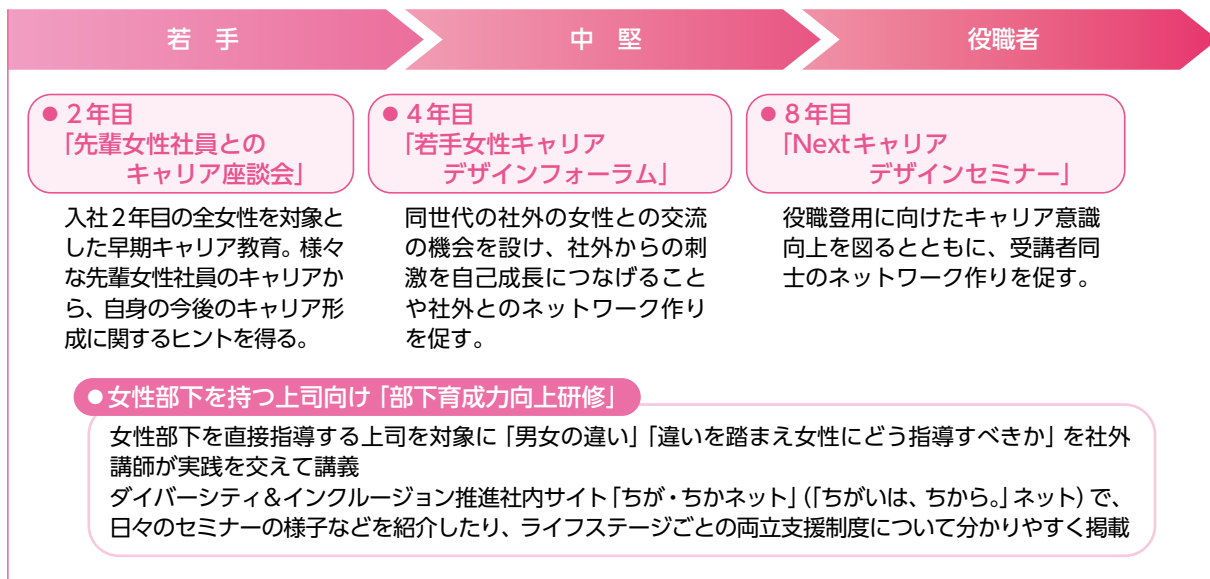 若 手
中 堅
役職者
● 2年目
「先輩女性社員との
キャリア座談会」
入社2年目の全女性を対象と
した早期キャリア教育。様々
な先輩女性社員のキャリアか
ら、自身の今後のキャリア形
成に関するヒントを得る。
● 4年目
「若手女性キャリア
デザインフォーラム」
同世代の社外の女性との交流
の機会を設け、社外からの刺
激を自己成長につなげること
や社外とのネットワーク作り
を促す。
● 8年目
「Nextキャリア
デザインセミナー」
役職登用に向けたキャリア意識
向上を図るとともに、受講者同
士のネットワーク作りを促す。
●女性部下を持つ上司向け「部下育成力向上研修」
女性部下を直接指導する上司を対象に「男女の違い」「違いを踏まえ女性にどう指導すべきか」を社外
講師が実践を交えて講義
ダイバーシティ&インクルージョン推進社内サイト「ちが・ちかネット」(「ちがいは、ちから。」ネット)で、
日々のセミナーの様子などを紹介したり、ライフステージごとの両立支援制度について分かりやすく掲載